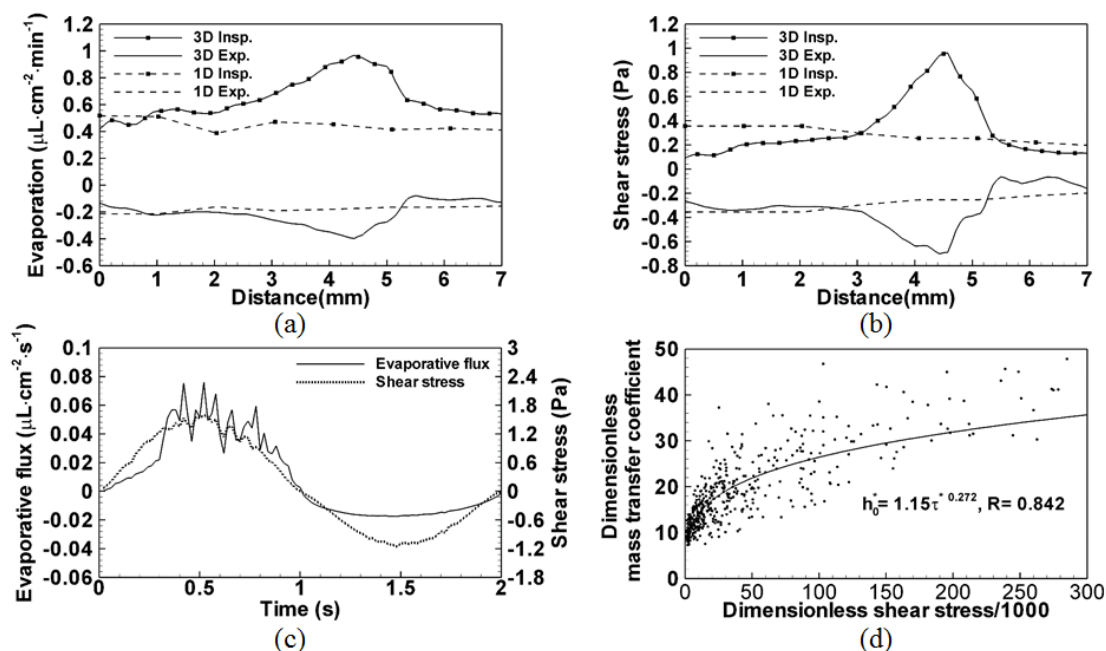 1.2
1
0.8
0.6
0.4
0.2
0
-0.2
-0.4
-0.6
Evaporation (μL·cm⁻²·min⁻¹)
3D Insp.
3D Exp.
1D Insp.
1D Exp.
0 1 2 3 4 5 6 7
Distance(mm)
(a)
1.2
1
0.8
0.6
0.4
0.2
0
-0.2
-0.4
-0.6
-0.8
Shear stress (Pa)
3D Insp.
3D Exp.
1D Insp.
1D Exp.
0 1 2 3 4 5 6 7
Distance(mm)
(b)
0.1
0.08
0.06
0.04
0.02
0
-0.02
-0.04
-0.06
Evaporative flux (μL·cm⁻²·s⁻¹)
Evaporative flux
Shear stress
3
2.4
1.8
1.2
0.6
0
-0.6
-1.2
-1.8
Shear stress (Pa)
0 0.5 1 1.5 2
Time (s)
(c)
50
40
30
20
10
0
Dimensionless
mass transfer coefficient
h₀*= 1.15τ* 0.272, R= 0.842
0 50 100 150 200 250 300
Dimensionless shear stress/1000
(d)